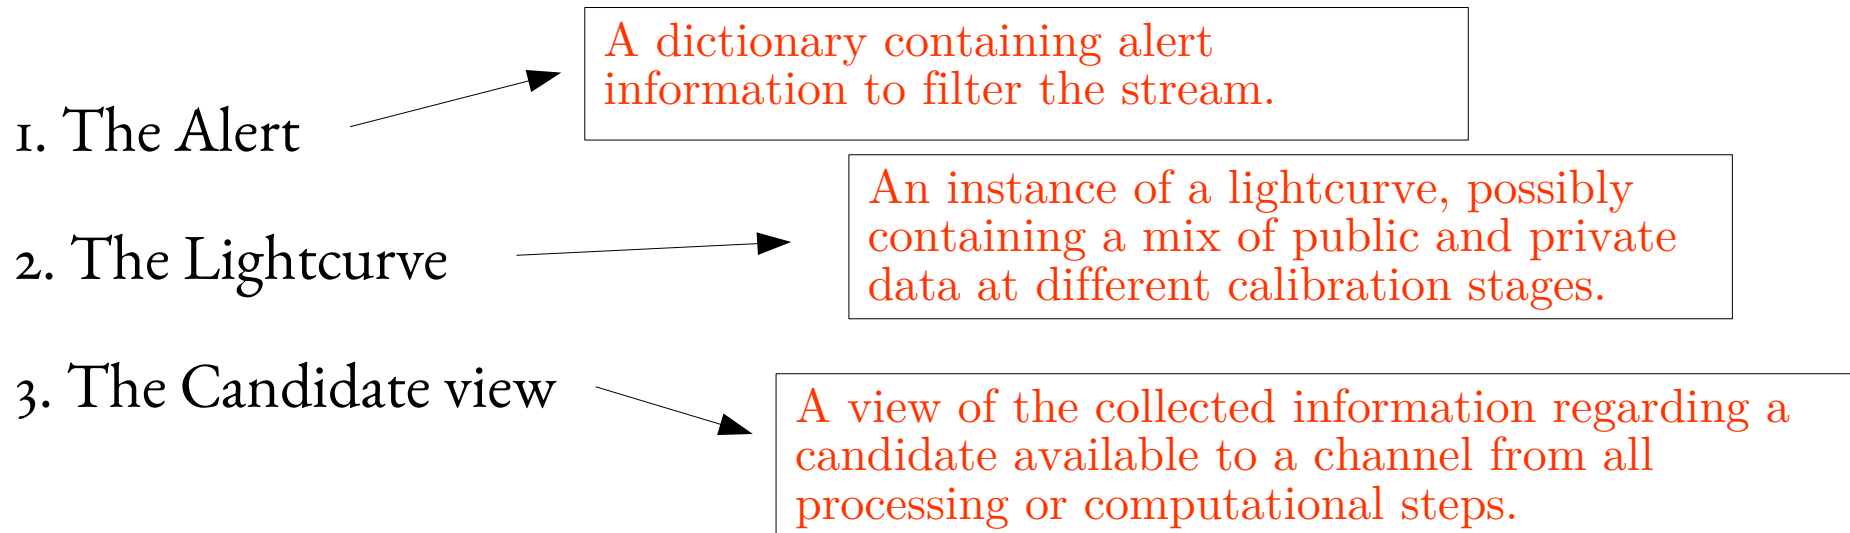 1. The Alert
A dictionary containing alert
information to filter the stream.
2. The Lightcurve
An instance of a lightcurve, possibly
containing a mix of public and private
data at different calibration stages.
3. The Candidate view
A view of the collected information regarding a
candidate available to a channel from all
processing or computational steps.